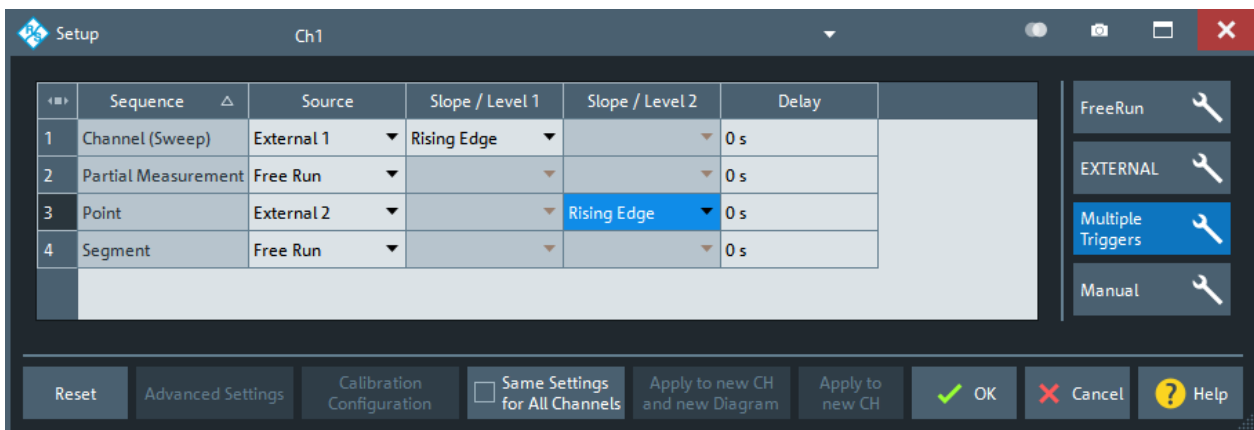 R&S Setup Ch1
Sequence Source Slope / Level 1 Slope / Level 2 Delay
1 Channel (Sweep) External 1 Rising Edge 0 s
2 Partial Measurement Free Run 0 s
3 Point External 2 Rising Edge 0 s
4 Segment Free Run 0 s
FreeRun
EXTERNAL
Multiple
Triggers
Manual
Reset
Advanced Settings
Calibration
Configuration
Same Settings
for All Channels
Apply to new CH
and new Diagram
Apply to
new CH
OK
Cancel
? Help